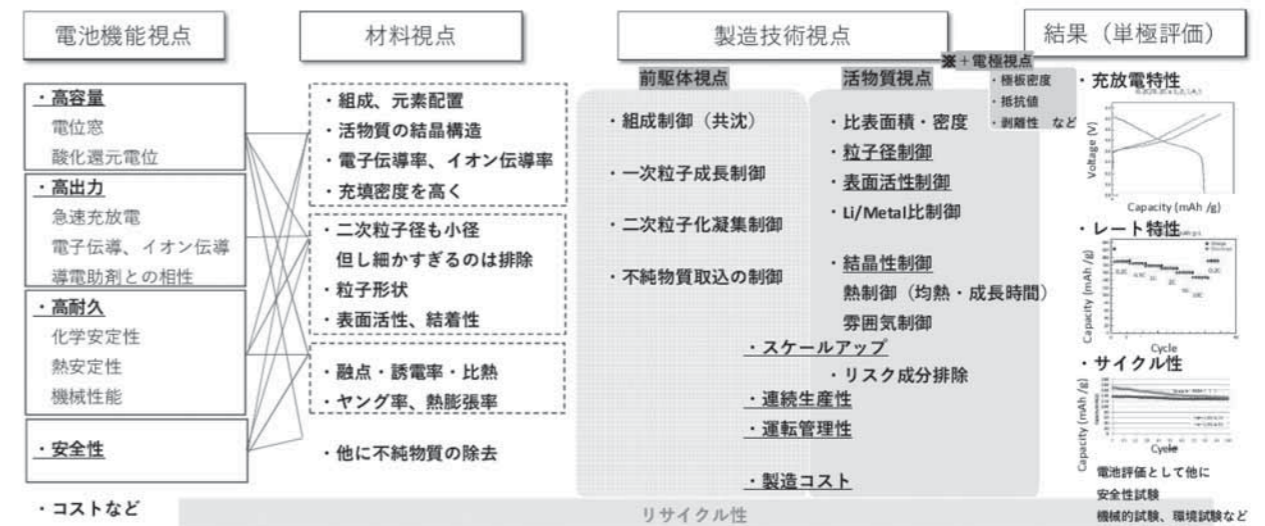 電池機能視点
・高容量
電位窓
酸化還元電位
・高出力
急速充放電
電子伝導、イオン伝導
導電助剤との相性
・高耐久
化学安定性
熱安定性
機械性能
・安全性
・コストなど
材料視点
・組成、元素配置
・活物質の結晶構造
・電子伝導率、イオン伝導率
・充填密度を高く
・二次粒子径も小径
但し細かすぎるのは排除
・粒子形状
・表面活性、結着性
・融点・誘電率・比熱
・ヤング率、熱膨張率
・他に不純物質の除去
製造技術視点
前駆体視点
・組成制御（共沈）
・一次粒子成長制御
・二次粒子化凝集制御
・不純物質取込の制御
活物質視点
・比表面積・密度
・粒子径制御
・表面活性制御
・Li/Metal比制御
・結晶性制御
熱制御（均熱・成長時間）
雰囲気制御
・スケールアップ
・リスク成分排除
・連続生産性
・運転管理性
・製造コスト
※＋電極視点
・極板密度
・抵抗値
・剥離性 など
リサイクル性
結果（単極評価）
・充放電特性
Voltage (V)
Capacity (mAh /g)
・レート特性
Capacity (mAh /g)
0.2C
0.5C
1C
2C
5C
10C
0.2C
Cycle
・サイクル性
Capacity (mAh /g)
Cycle
電池評価として他に
安全性試験
機械的試験、環境試験など